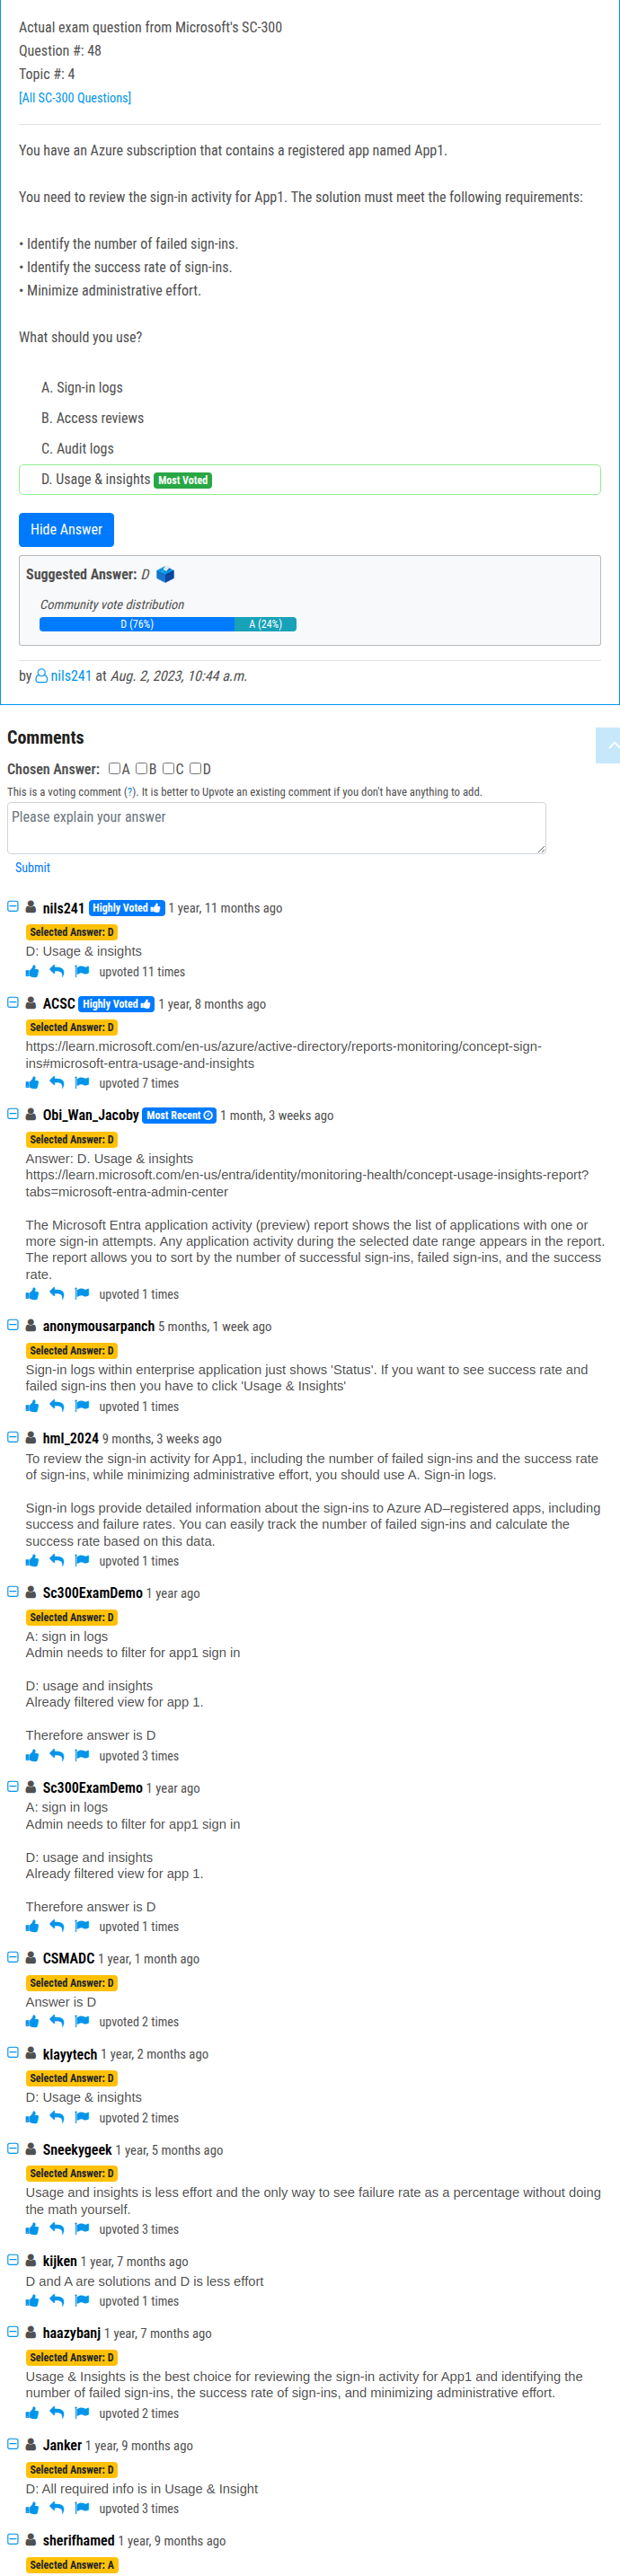 Actual exam question from Microsoft's SC-300
Question #: 48
Topic #: 4
[All SC-300 Questions]
You have an Azure subscription that contains a registered app named App1.
You need to review the sign-in activity for App1. The solution must meet the following requirements:
• Identify the number of failed sign-ins.
• Identify the success rate of sign-ins.
• Minimize administrative effort.
What should you use?
A. Sign-in logs
B. Access reviews
C. Audit logs
D. Usage & insights Most Voted
Hide Answer
Suggested Answer: D
Community vote distribution
D (76%) A (24%)
by nils241 at Aug. 2, 2023, 10:44 a.m.
Comments
Chosen Answer: A B C D
This is a voting comment (?). It is better to Upvote an existing comment if you don't have anything to add.
Please explain your answer
Submit
nils241 Highly Voted 1 year, 11 months ago
Selected Answer: D
D: Usage & insights
upvoted 11 times
ACSC Highly Voted 1 year, 8 months ago
Selected Answer: D
https://learn.microsoft.com/en-us/azure/active-directory/reports-monitoring/concept-sign-
ins#microsoft-entra-usage-and-insights
upvoted 7 times
Obi_Wan_Jacoby Most Recent 1 month, 3 weeks ago
Selected Answer: D
Answer: D. Usage & insights
https://learn.microsoft.com/en-us/entra/identity/monitoring-health/concept-usage-insights-report?
tabs=microsoft-entra-admin-center
The Microsoft Entra application activity (preview) report shows the list of applications with one or
more sign-in attempts. Any application activity during the selected date range appears in the report.
The report allows you to sort by the number of successful sign-ins, failed sign-ins, and the success
rate.
upvoted 1 times
anonymousarpanch 5 months, 1 week ago
Selected Answer: D
Sign-in logs within enterprise application just shows 'Status'. If you want to see success rate and
failed sign-ins then you have to click 'Usage & Insights'
upvoted 1 times
hml_2024 9 months, 3 weeks ago
To review the sign-in activity for App1, including the number of failed sign-ins and the success rate
of sign-ins, while minimizing administrative effort, you should use A. Sign-in logs.
Sign-in logs provide detailed information about the sign-ins to Azure AD–registered apps, including
success and failure rates. You can easily track the number of failed sign-ins and calculate the
success rate based on this data.
upvoted 1 times
Sc300ExamDemo 1 year ago
Selected Answer: D
A: sign in logs
Admin needs to filter for app1 sign in
D: usage and insights
Already filtered view for app 1.
Therefore answer is D
upvoted 3 times
Sc300ExamDemo 1 year ago
A: sign in logs
Admin needs to filter for app1 sign in
D: usage and insights
Already filtered view for app 1.
Therefore answer is D
upvoted 1 times
CSMADC 1 year, 1 month ago
Selected Answer: D
Answer is D
upvoted 2 times
klayytech 1 year, 2 months ago
Selected Answer: D
D: Usage & insights
upvoted 2 times
Sneekygeek 1 year, 5 months ago
Selected Answer: D
Usage and insights is less effort and the only way to see failure rate as a percentage without doing
the math yourself.
upvoted 3 times
kijken 1 year, 7 months ago
D and A are solutions and D is less effort
upvoted 1 times
haazybanj 1 year, 7 months ago
Selected Answer: D
Usage & Insights is the best choice for reviewing the sign-in activity for App1 and identifying the
number of failed sign-ins, the success rate of sign-ins, and minimizing administrative effort.
upvoted 2 times
Janker 1 year, 9 months ago
Selected Answer: D
D: All required info is in Usage & Insight
upvoted 3 times
sherifhamed 1 year, 9 months ago
Selected Answer: A